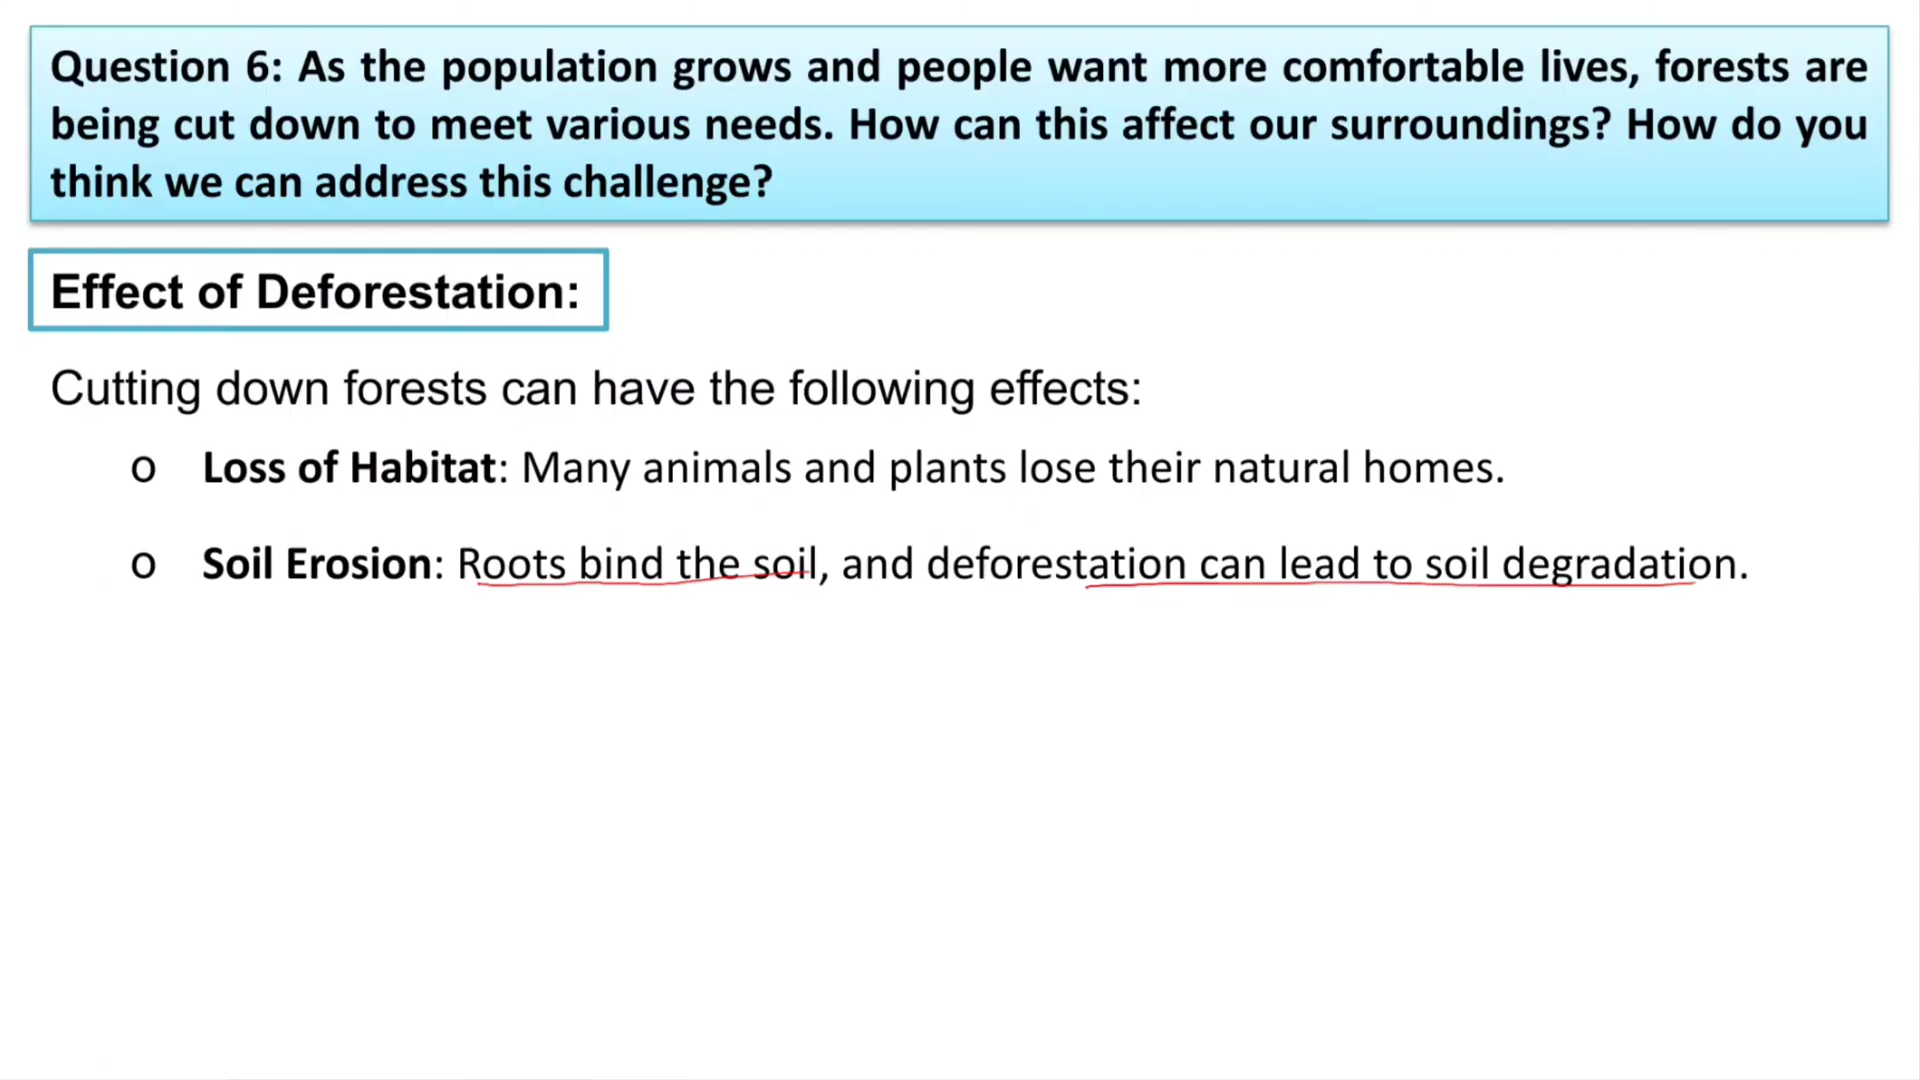 Question 6: As the population grows and people want more comfortable lives, forests are
being cut down to meet various needs. How can this affect our surroundings? How do you
think we can address this challenge?
Effect of Deforestation:
Cutting down forests can have the following effects:
o Loss of Habitat: Many animals and plants lose their natural homes.
o Soil Erosion: Roots bind the soil, and deforestation can lead to soil degradation.